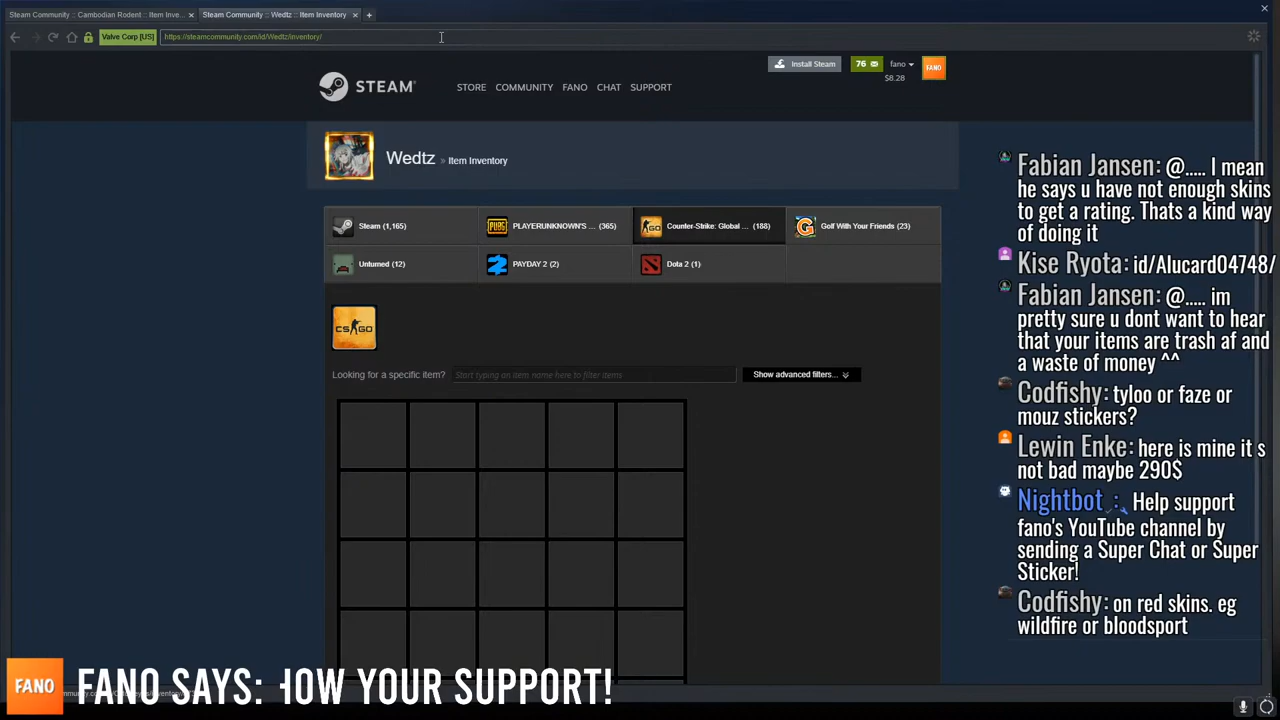 Steam Community :: Cambodian Rodent :: Item Inve...
Steam Community :: Wedtz :: Item Inventory
Valve Corp [US]
https://steamcommunity.com/id/Wedtz/inventory/
Install Steam
76
fano
$8.28
FANO
STEAM
STORE
COMMUNITY
FANO
CHAT
SUPPORT
Wedtz » Item Inventory
Steam (1,165)
PLAYERUNKNOWN'S ... (365)
Counter-Strike: Global ... (188)
Golf With Your Friends (23)
Unturned (12)
PAYDAY 2 (2)
Dota 2 (1)
CS GO
Looking for a specific item?
Start typing an item name here to filter items
Show advanced filters...
Fabian Jansen: @..... I mean
he says u have not enough skins
to get a rating. Thats a kind way
of doing it
Kise Ryota: id/Alucard04748/
Fabian Jansen: @..... im
pretty sure u dont want to hear
that your items are trash af and
a waste of money ^^
Codfishy: tyloo or faze or
mouz stickers?
Lewin Enke: here is mine it s
not bad maybe 290$
Nightbot : Help support
fano's YouTube channel by
sending a Super Chat or Super
Sticker!
Codfishy: on red skins. eg
wildfire or bloodsport
FANO
FANO SAYS: HOW YOUR SUPPORT!